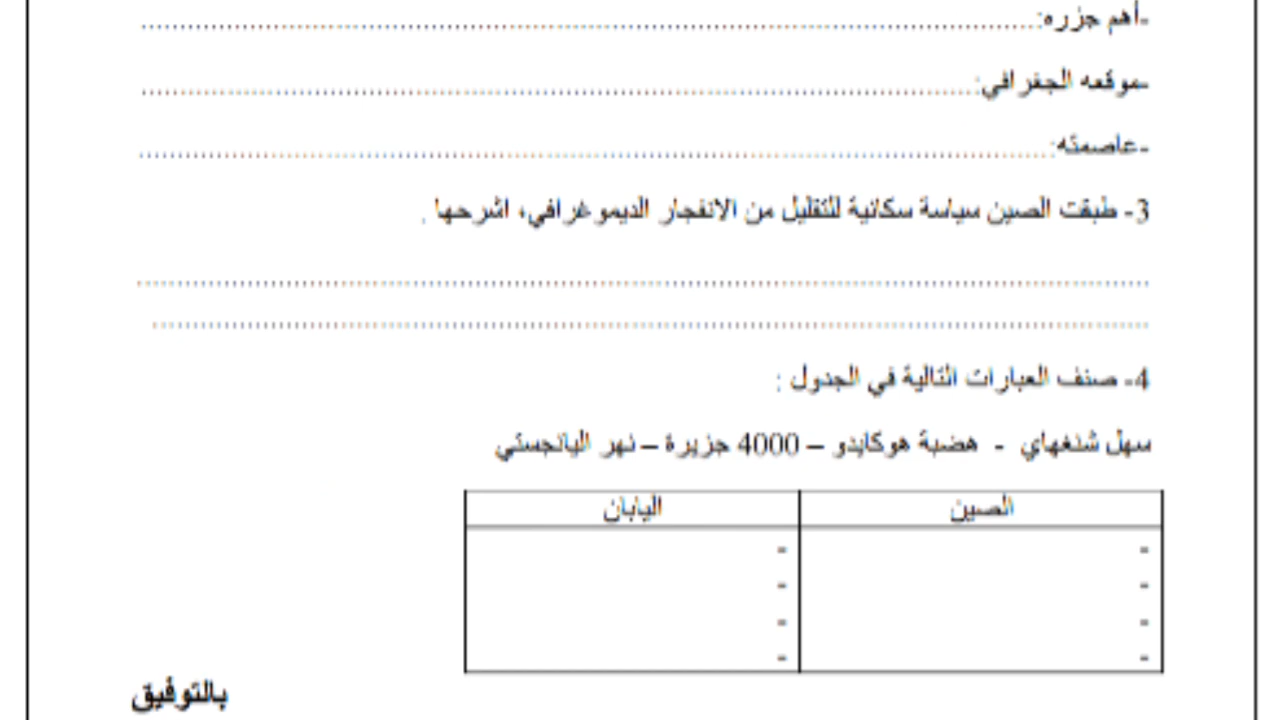 -أهم جزره:......................................................................................
-موقعه الجغرافي:................................................................................
-عاصمته:......................................................................................
3- طبقت الصين سياسة سكانية للتقليل من الانفجار الديموغرافي، اشرحها .
..............................................................................................
..............................................................................................
4- صنف العبارات التالية في الجدول :
سهل شنغهاي - هضبة هوكايدو – 4000 جزيرة – نهر اليانجستي
الصين اليابان
- -
- -
- -
- -
بالتوفيق